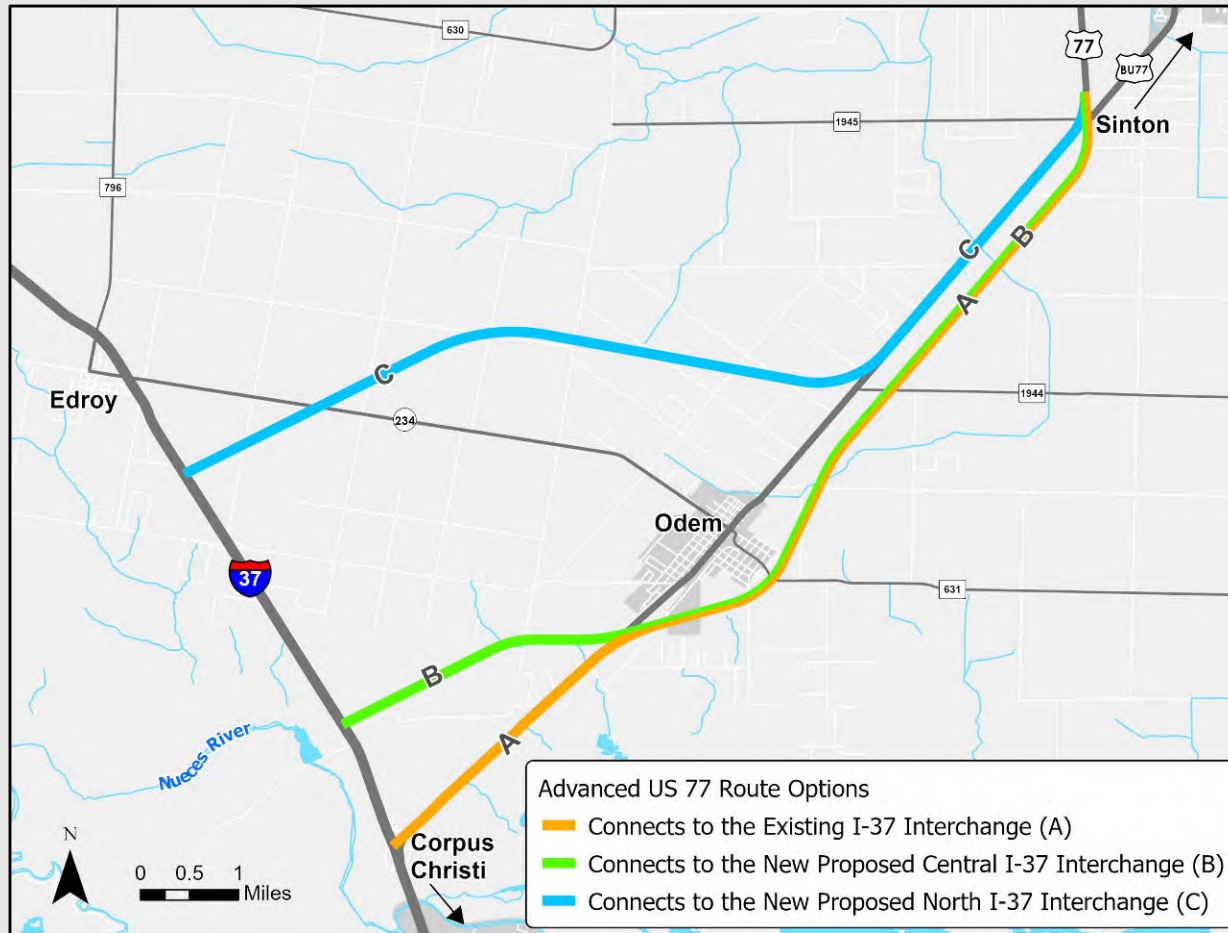 630
77
BU77
Sinton
1945
796
C
B
A
C
Edroy
234
1944
Odem
37
631
B
A
Nueces River
Corpus
Christi
N
0 0.5 1
Miles
Advanced US 77 Route Options
Connects to the Existing I-37 Interchange (A)
Connects to the New Proposed Central I-37 Interchange (B)
Connects to the New Proposed North I-37 Interchange (C)